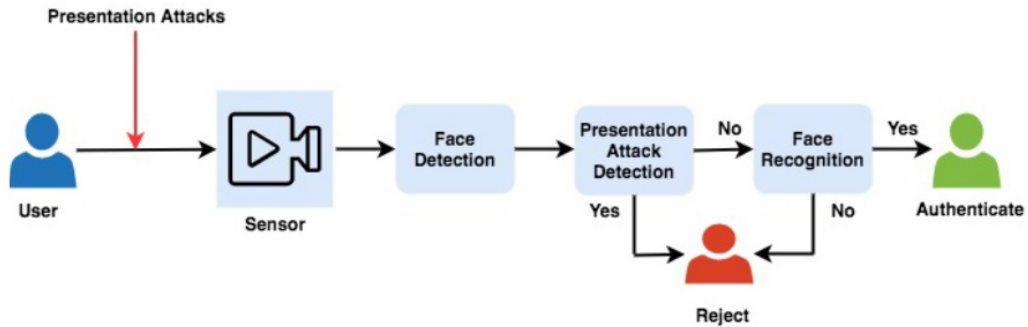 Presentation Attacks
User
Sensor
Face
Detection
Presentation
Attack
Detection
No
Yes
Face
Recognition
Yes
No
Authenticate
Reject